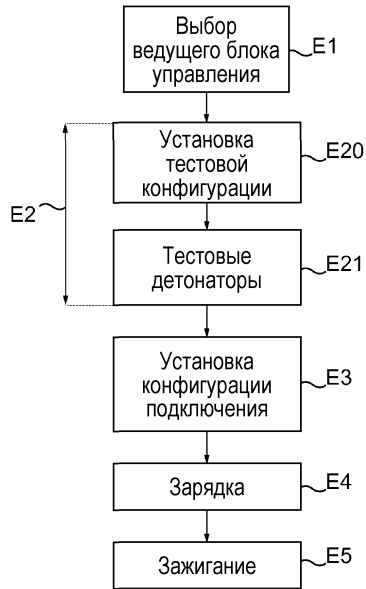 Выбор
ведущего блока
управления
E1
Установка
тестовой
конфигурации
E20
E2
Тестовые
детонаторы
E21
Установка
конфигурации
подключения
E3
Зарядка
E4
Зажигание
E5